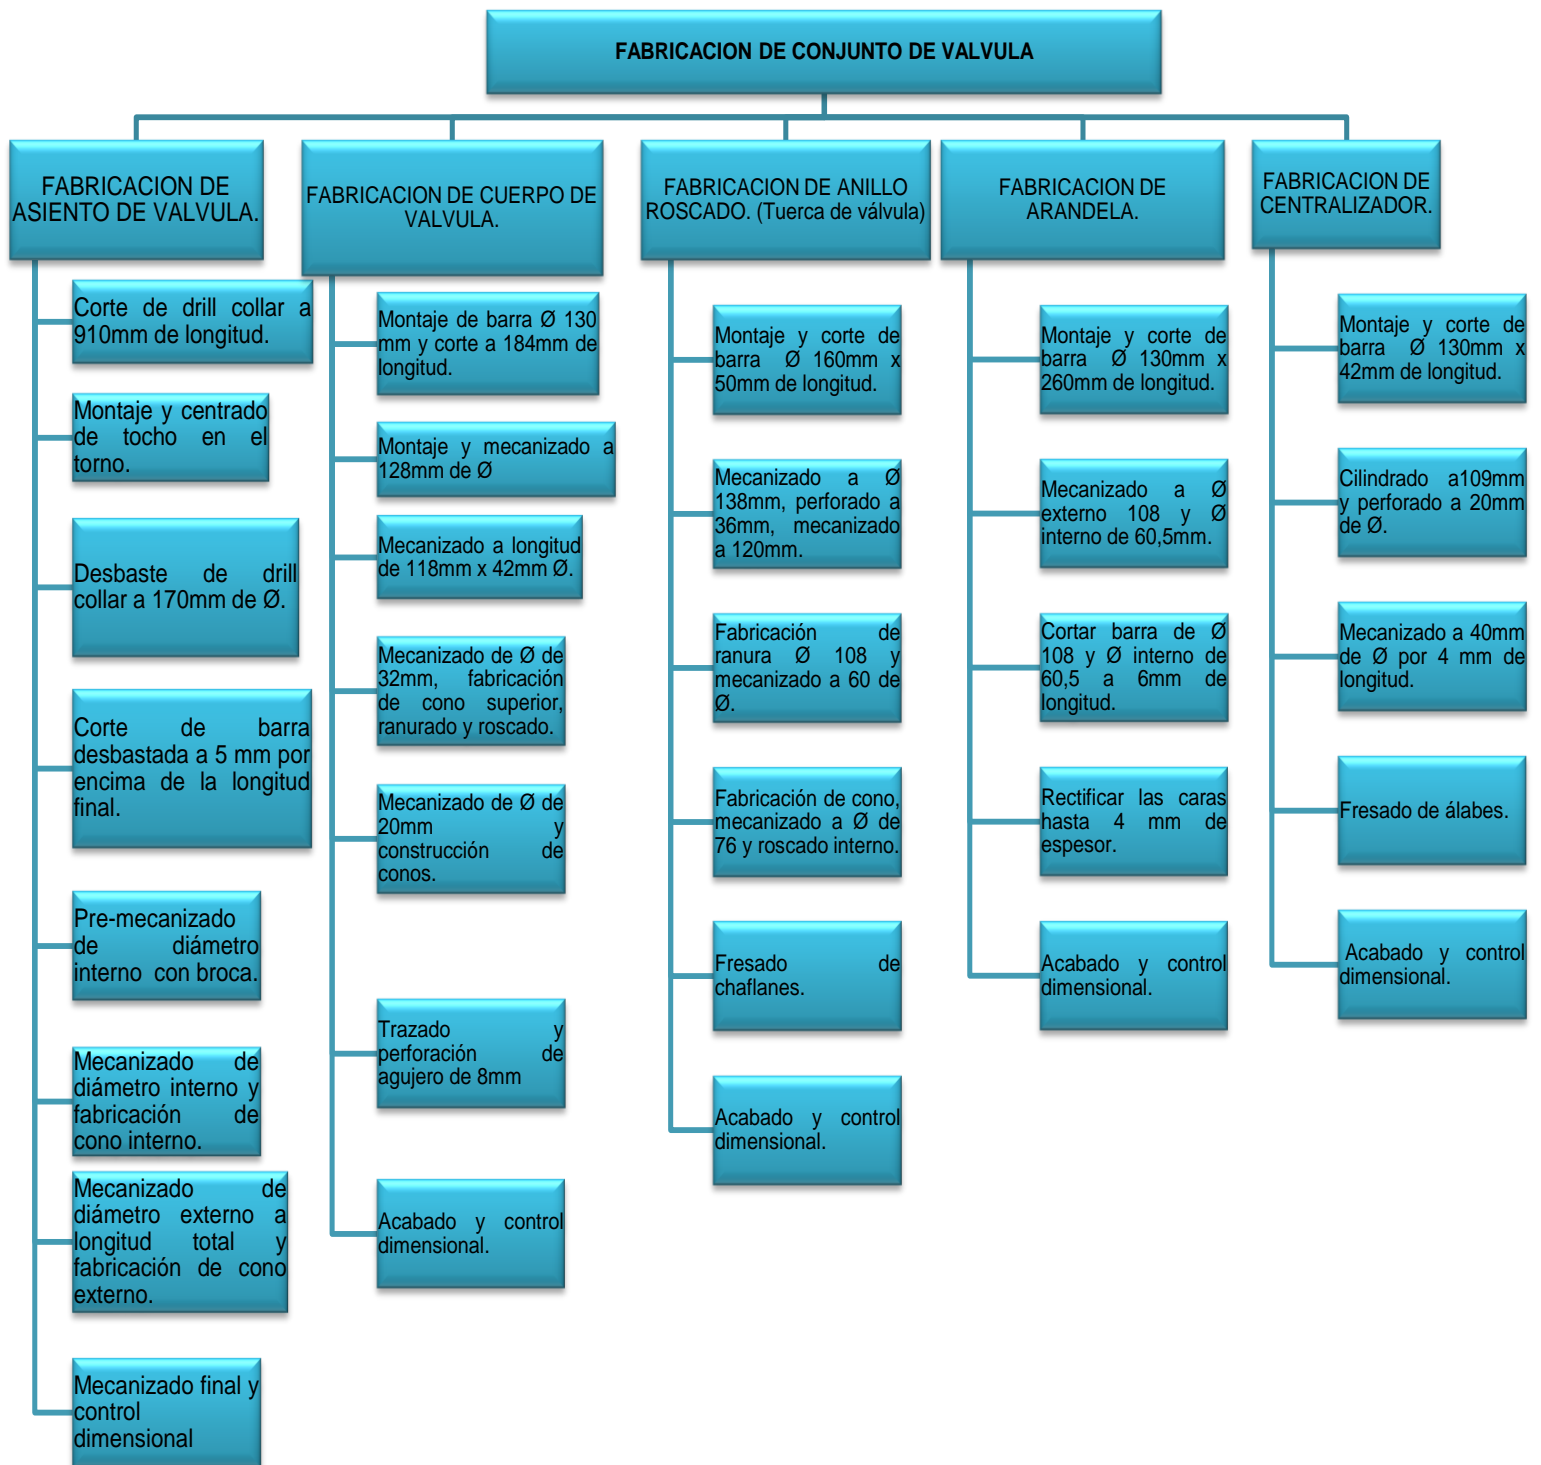 FABRICACION DE CONJUNTO DE VALVULA
FABRICACION DE
ASIENTO DE VALVULA.
Corte de drill collar a
910mm de longitud.
Montaje y centrado
de tocho en el
torno.
Desbaste de drill
collar a 170mm de Ø.
Corte de barra
desbastada a 5 mm por
encima de la longitud
final.
Pre-mecanizado
de diámetro
interno con broca.
Mecanizado de
diámetro interno y
fabricación de
cono interno.
Mecanizado de
diámetro externo a
longitud total y
fabricación de cono
externo.
Mecanizado final y
control
dimensional
FABRICACION DE CUERPO DE
VALVULA.
Montaje de barra Ø 130
mm y corte a 184mm de
longitud.
Montaje y mecanizado a
128mm de Ø
Mecanizado a longitud
de 118mm x 42mm Ø.
Mecanizado de Ø de
32mm, fabricación
de cono superior,
ranurado y roscado.
Mecanizado de Ø de
20mm y
construcción de
conos.
Trazado y
perforación de
agujero de 8mm
Acabado y control
dimensional.
FABRICACION DE ANILLO
ROSCADO. (Tuerca de válvula)
Montaje y corte de
barra Ø 160mm x
50mm de longitud.
Mecanizado a Ø
138mm, perforado a
36mm, mecanizado
a 120mm.
Fabricación de
ranura Ø 108 y
mecanizado a 60 de
Ø.
Fabricación de cono,
mecanizado a Ø de
76 y roscado interno.
Fresado de
chaflanes.
Acabado y control
dimensional.
FABRICACION DE
ARANDELA.
Montaje y corte de
barra Ø 130mm x
260mm de longitud.
Mecanizado a Ø
externo 108 y Ø
interno de 60,5mm.
Cortar barra de Ø
108 y Ø interno de
60,5 a 6mm de
longitud.
Rectificar las caras
hasta 4 mm de
espesor.
Acabado y control
dimensional.
FABRICACION DE
CENTRALIZADOR.
Montaje y corte de
barra Ø 130mm x
42mm de longitud.
Cilindrado a109mm
y perforado a 20mm
de Ø.
Mecanizado a 40mm
de Ø por 4 mm de
longitud.
Fresado de álabes.
Acabado y control
dimensional.